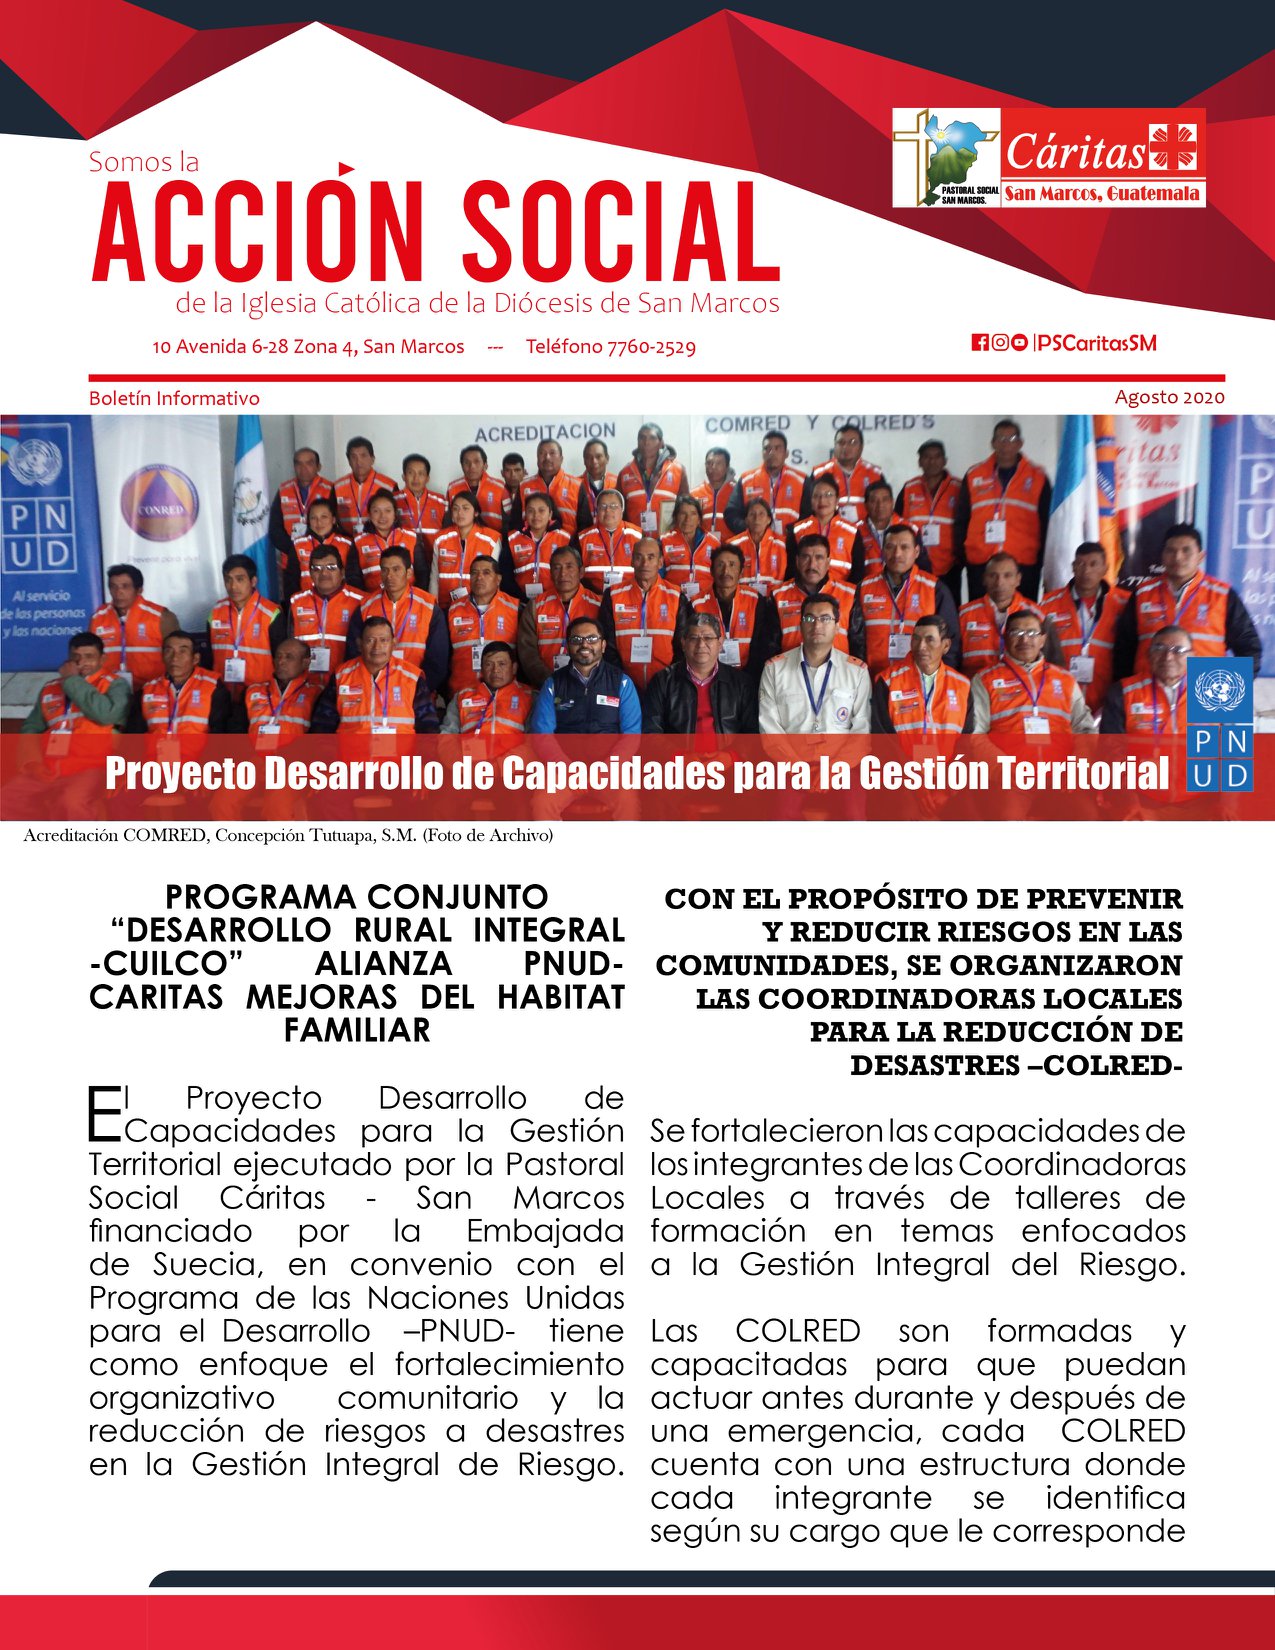 Somos la
ACCIÓN SOCIAL
de la Iglesia Católica de la Diócesis de San Marcos
PASTORAL SOCIAL
SAN MARCOS.
Cáritas
San Marcos, Guatemala
10 Avenida 6-28 Zona 4, San Marcos --- Teléfono 7760-2529
|PSCaritasSM
Boletín Informativo
Agosto 2020
ACREDITACION COMRED Y COLRED'S
PN
UD
Al servicio
de las personas
y las naciones
CONRED
Proyecto Desarrollo de Capacidades para la Gestión Territorial
PN
UD
Acreditación COMRED, Concepción Tutuapa, S.M. (Foto de Archivo)
PROGRAMA CONJUNTO
“DESARROLLO RURAL INTEGRAL
-CUILCO” ALIANZA PNUD-
CARITAS MEJORAS DEL HABITAT
FAMILIAR
El Proyecto Desarrollo de
Capacidades para la Gestión
Territorial ejecutado por la Pastoral
Social Cáritas - San Marcos
financiado por la Embajada
de Suecia, en convenio con el
Programa de las Naciones Unidas
para el Desarrollo –PNUD- tiene
como enfoque el fortalecimiento
organizativo comunitario y la
reducción de riesgos a desastres
en la Gestión Integral de Riesgo.
CON EL PROPÓSITO DE PREVENIR
Y REDUCIR RIESGOS EN LAS
COMUNIDADES, SE ORGANIZARON
LAS COORDINADORAS LOCALES
PARA LA REDUCCIÓN DE
DESASTRES –COLRED-
Se fortalecieron las capacidades de
los integrantes de las Coordinadoras
Locales a través de talleres de
formación en temas enfocados
a la Gestión Integral del Riesgo.
Las COLRED son formadas y
capacitadas para que puedan
actuar antes durante y después de
una emergencia, cada COLRED
cuenta con una estructura donde
cada integrante se identifica
según su cargo que le corresponde